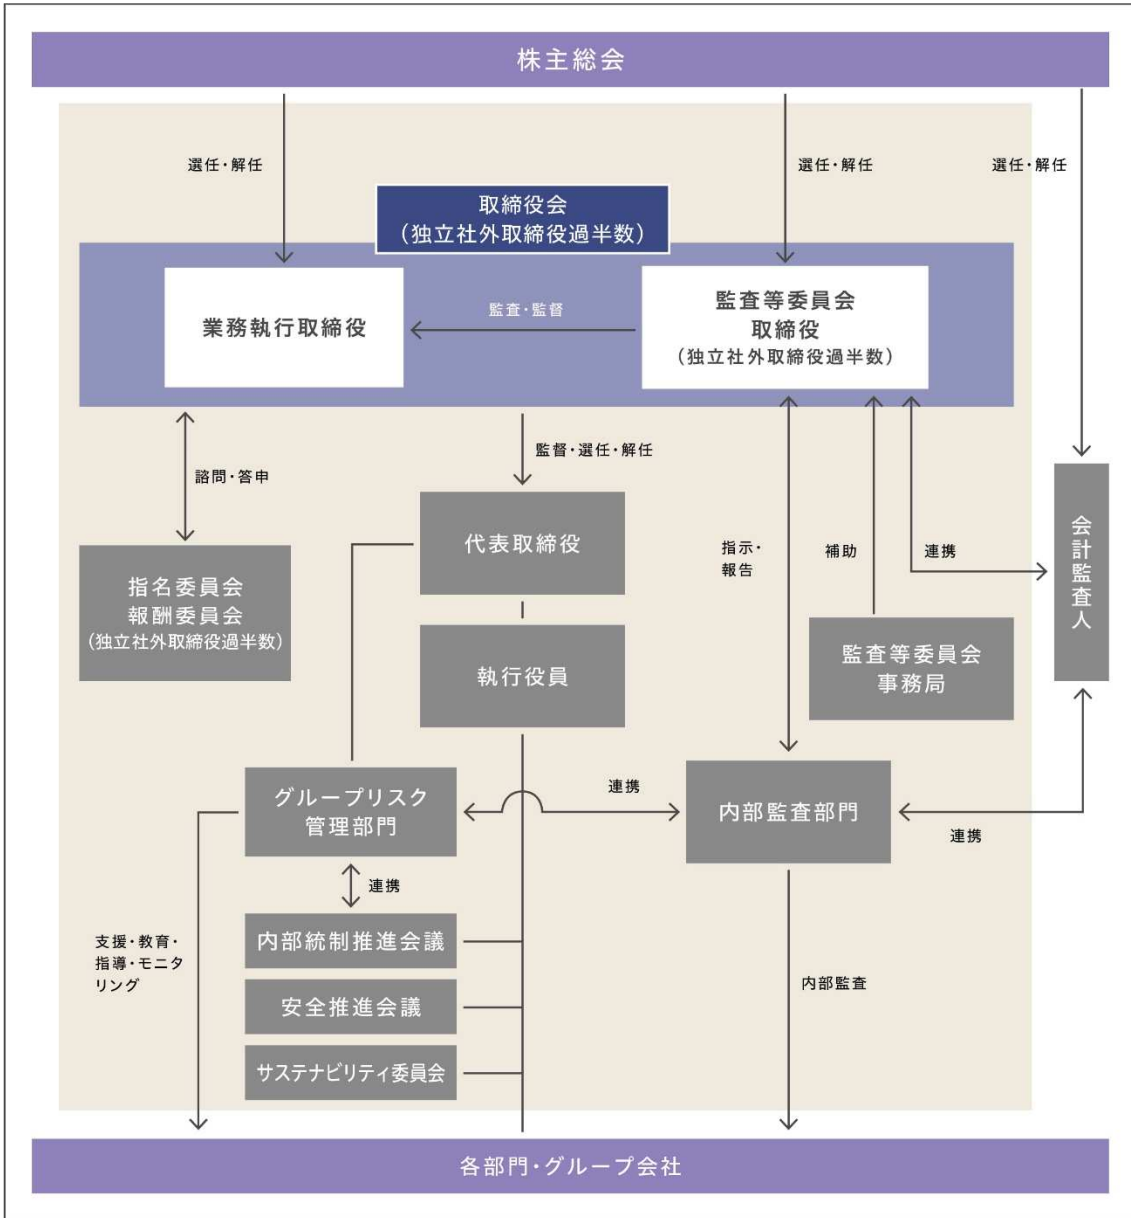 株主総会
選任・解任
選任・解任
選任・解任
取締役会
（独立社外取締役過半数）
業務執行取締役
監査・監督
監査等委員会
取締役
（独立社外取締役過半数）
諮問・答申
監督・選任・解任
指名委員会
報酬委員会
（独立社外取締役過半数）
代表取締役
執行役員
指示・
報告
補助
連携
会計監査人
監査等委員会
事務局
グループリスク
管理部門
連携
内部監査部門
連携
連携
内部統制推進会議
安全推進会議
サステナビリティ委員会
支援・教育・
指導・モニタ
リング
内部監査
各部門・グループ会社